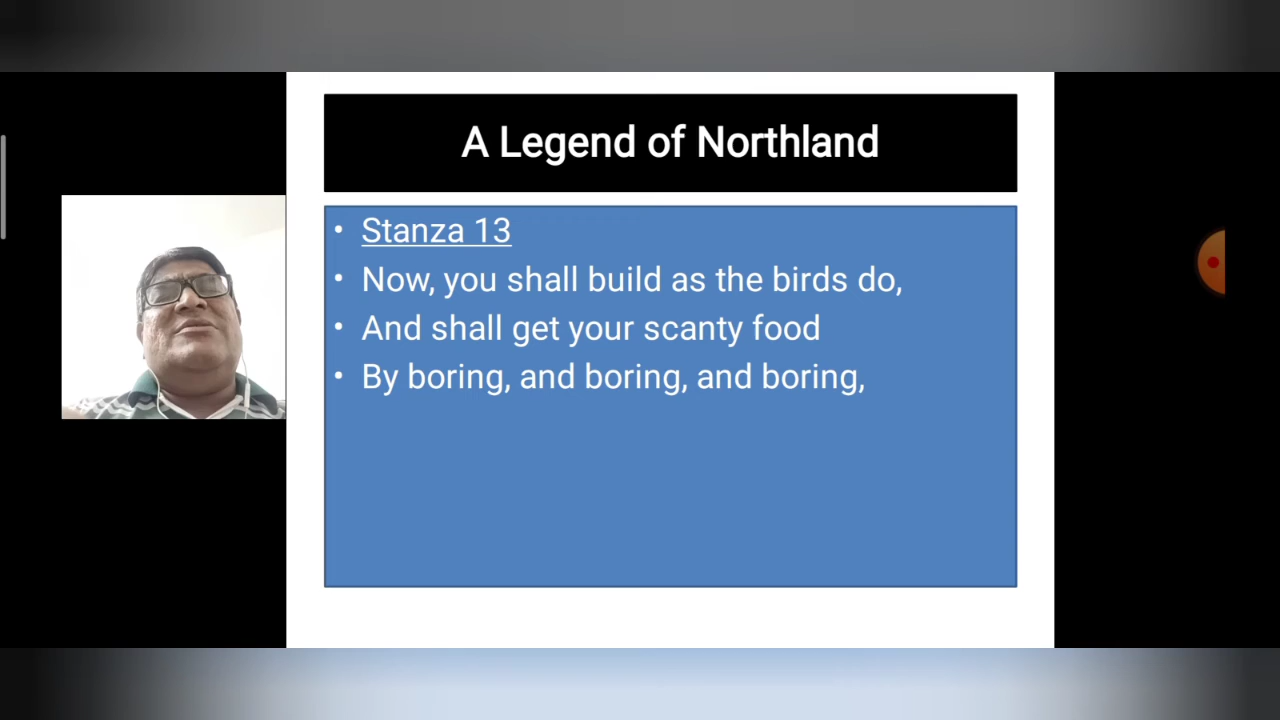 A Legend of Northland
Stanza 13
Now, you shall build as the birds do,
And shall get your scanty food
By boring, and boring, and boring,